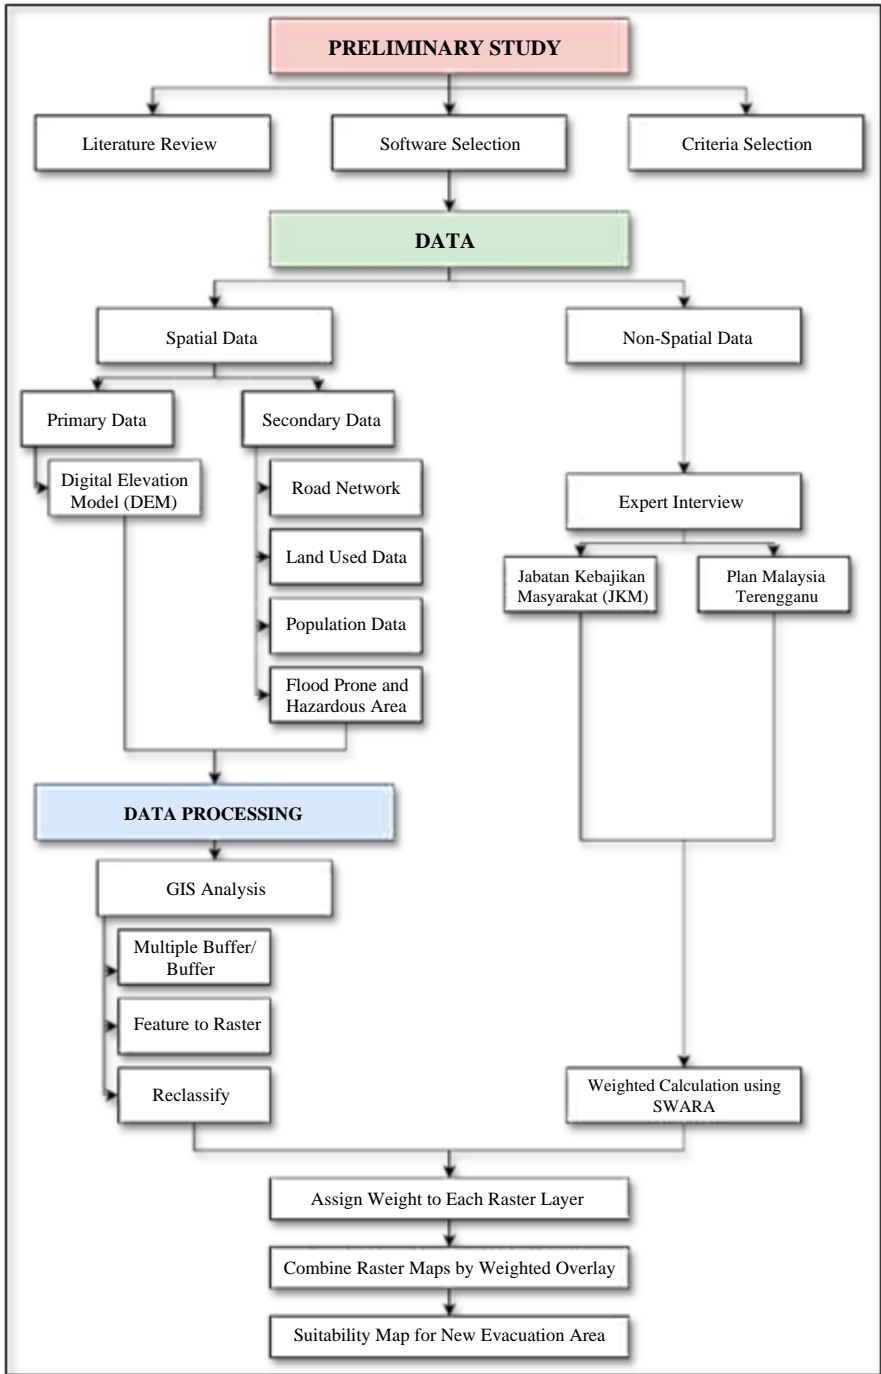 PRELIMINARY STUDY
Literature Review
Software Selection
Criteria Selection
DATA
Spatial Data
Non-Spatial Data
Primary Data
Secondary Data
Digital Elevation
Model (DEM)
Road Network
Land Used Data
Population Data
Flood Prone and
Hazardous Area
Expert Interview
Jabatan Kebajikan
Masyarakat (JKM)
Plan Malaysia
Terengganu
DATA PROCESSING
GIS Analysis
Multiple Buffer/
Buffer
Feature to Raster
Reclassify
Weighted Calculation using
SWARA
Assign Weight to Each Raster Layer
Combine Raster Maps by Weighted Overlay
Suitability Map for New Evacuation Area